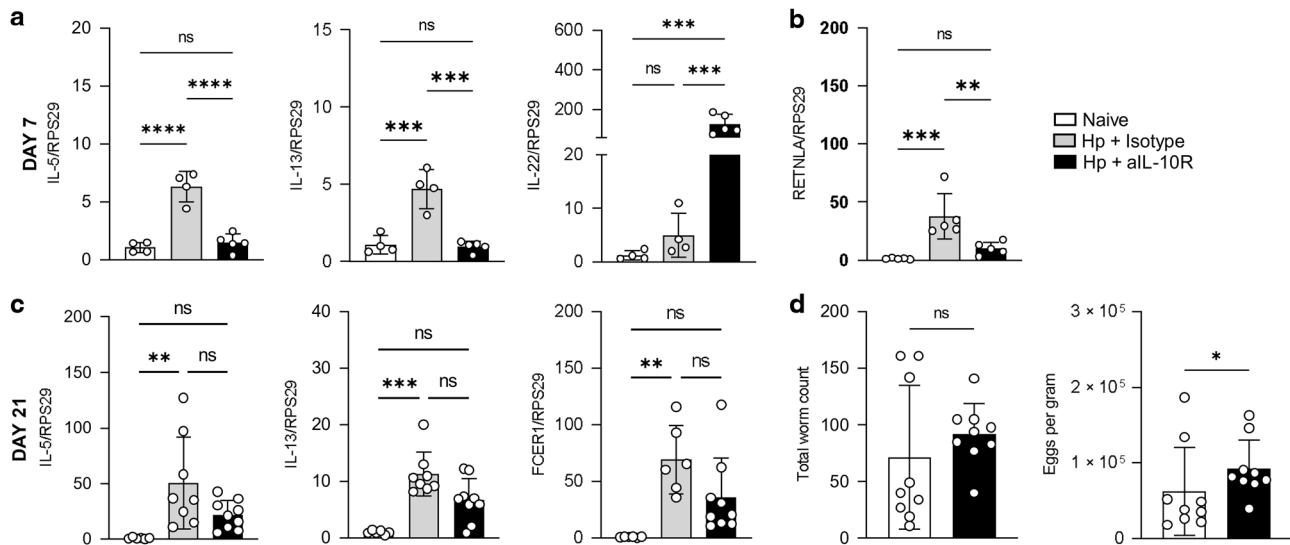 a
DAY 7
IL-5/RPS29
20
15
10
5
0
ns
****
****
IL-13/RPS29
15
10
5
0
ns
***
***
IL-22/RPS29
600
400
200
20
10
0
***
ns
***
b
RETNLA/RPS29
200
150
100
50
0
ns
**
***
Naive
Hp + Isotype
Hp + aIL-10R
c
DAY 21
IL-5/RPS29
200
150
100
50
0
ns
**
ns
IL-13/RPS29
40
30
20
10
0
ns
***
ns
FCER1/RPS29
200
150
100
50
0
ns
**
ns
d
Total worm count
200
150
100
50
0
ns
Eggs per gram
3 × 10⁵
2 × 10⁵
1 × 10⁵
0
*